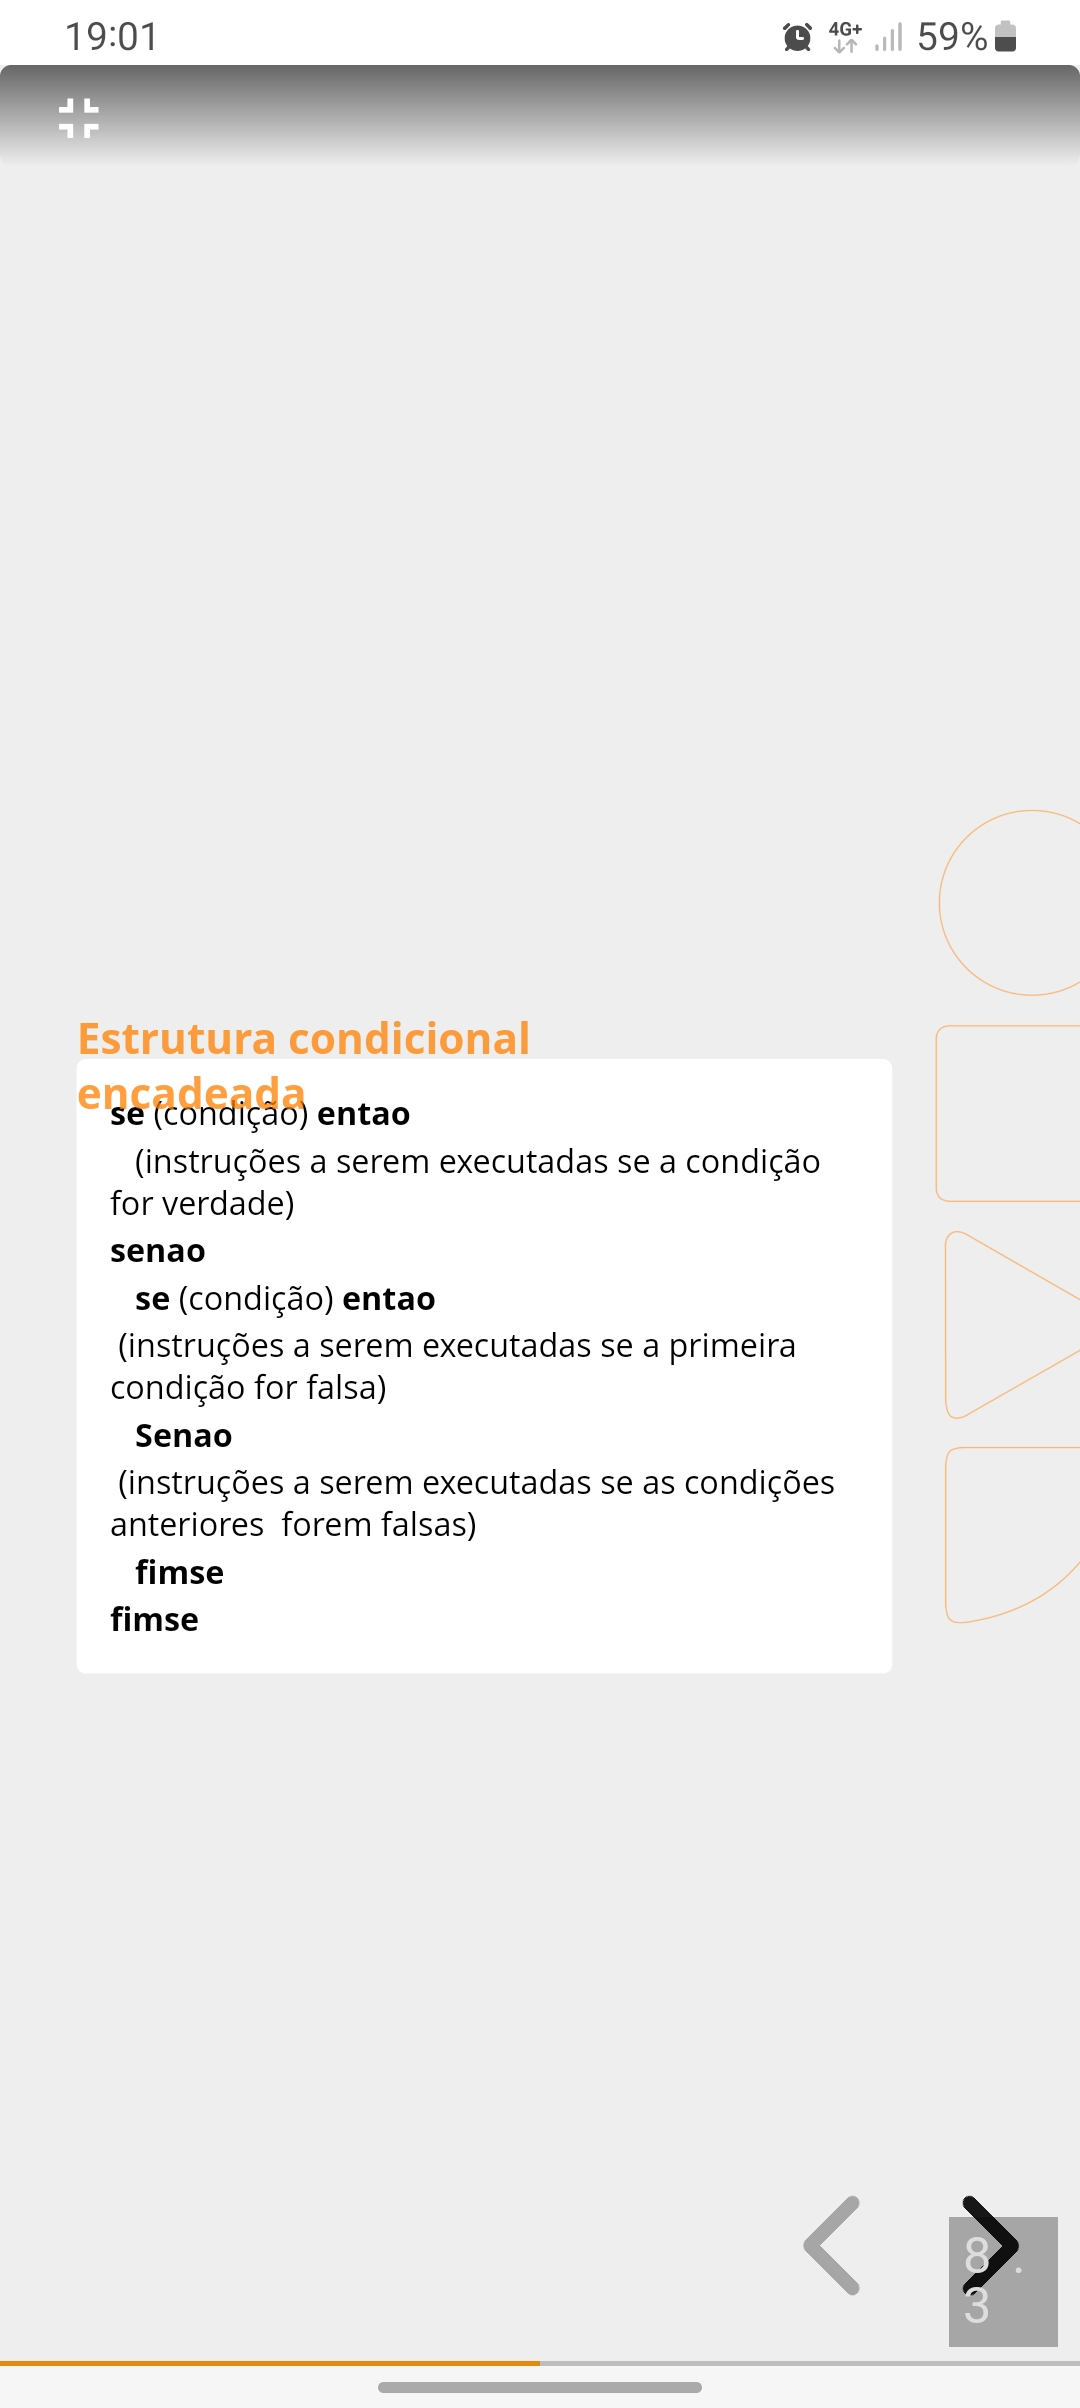 19:01
4G+ 59%
Estrutura condicional
encadeada
se (condição) entao
(instruções a serem executadas se a condição
for verdade)
senao
se (condição) entao
(instruções a serem executadas se a primeira
condição for falsa)
Senao
(instruções a serem executadas se as condições
anteriores  forem falsas)
fimse
fimse
8 .
3